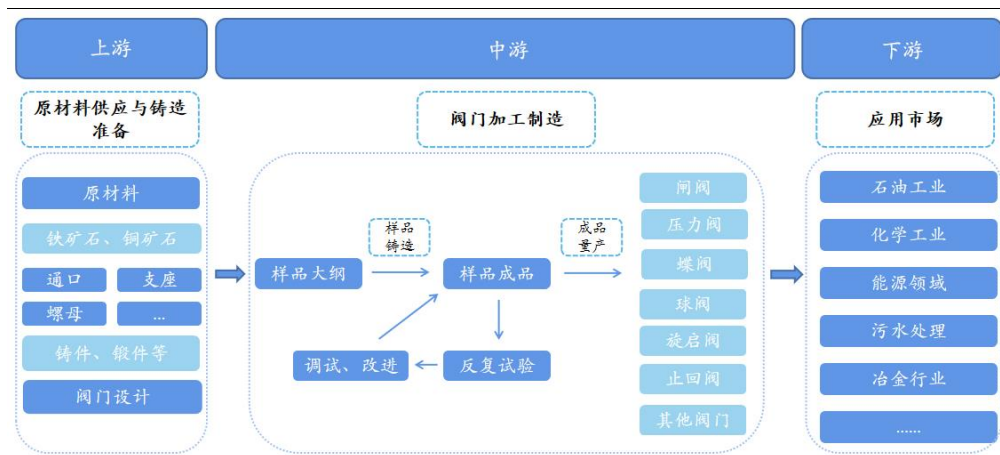 上游
中游
下游
原材料供应与铸造
准备
阀门加工制造
应用市场
原材料
铁矿石、铜矿石
通口
支座
螺母
...
铸件、锻件等
阀门设计
样品大纲
样品
铸造
样品成品
成品
量产
调试、改进
反复试验
闸阀
压力阀
蝶阀
球阀
旋启阀
止回阀
其他阀门
石油工业
化学工业
能源领域
污水处理
冶金行业
......